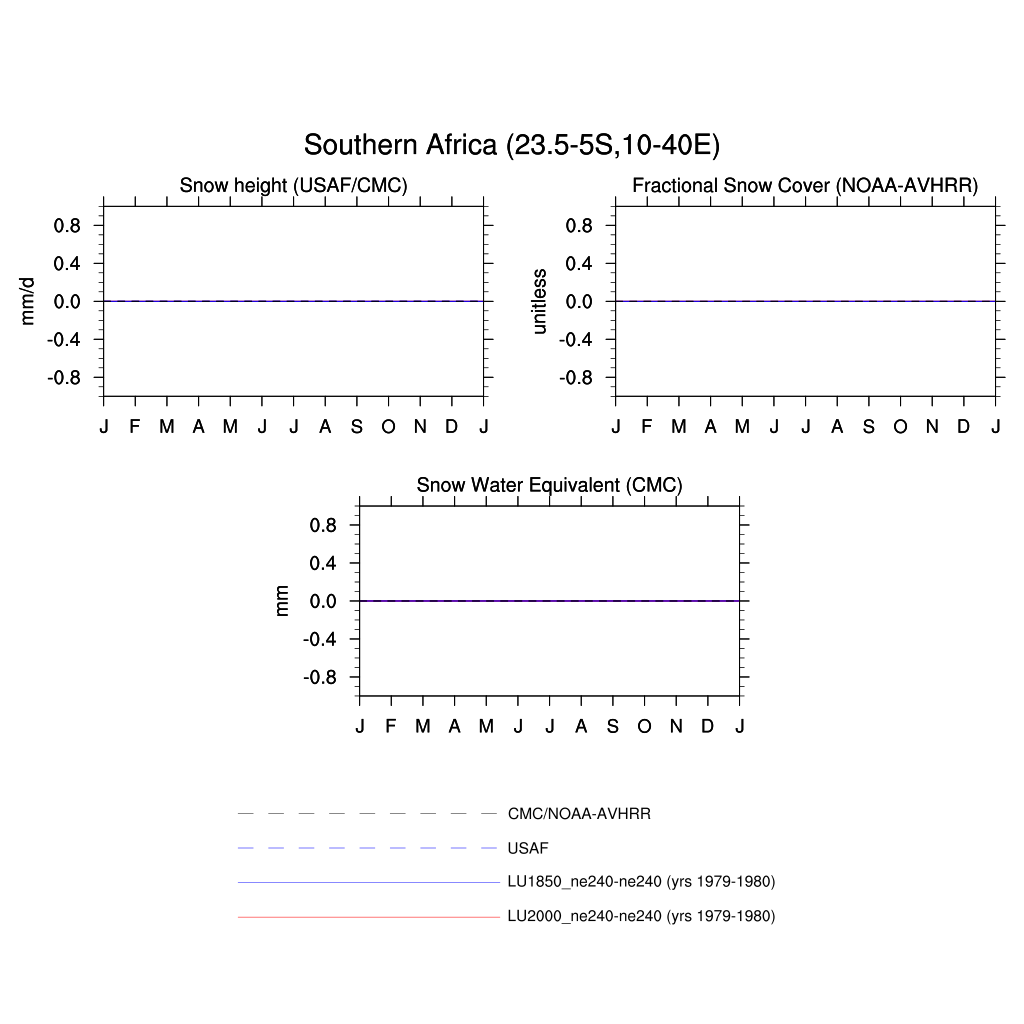 Southern Africa (23.5-5S,10-40E)
Snow height (USAF/CMC)
0.8
0.4
0.0
-0.4
-0.8
mm/d
J F M A M J J A S O N D J
Fractional Snow Cover (NOAA-AVHRR)
0.8
0.4
0.0
-0.4
-0.8
unitless
J F M A M J J A S O N D J
Snow Water Equivalent (CMC)
0.8
0.4
0.0
-0.4
-0.8
mm
J F M A M J J A S O N D J
CMC/NOAA-AVHRR
USAF
LU1850_ne240-ne240 (yrs 1979-1980)
LU2000_ne240-ne240 (yrs 1979-1980)